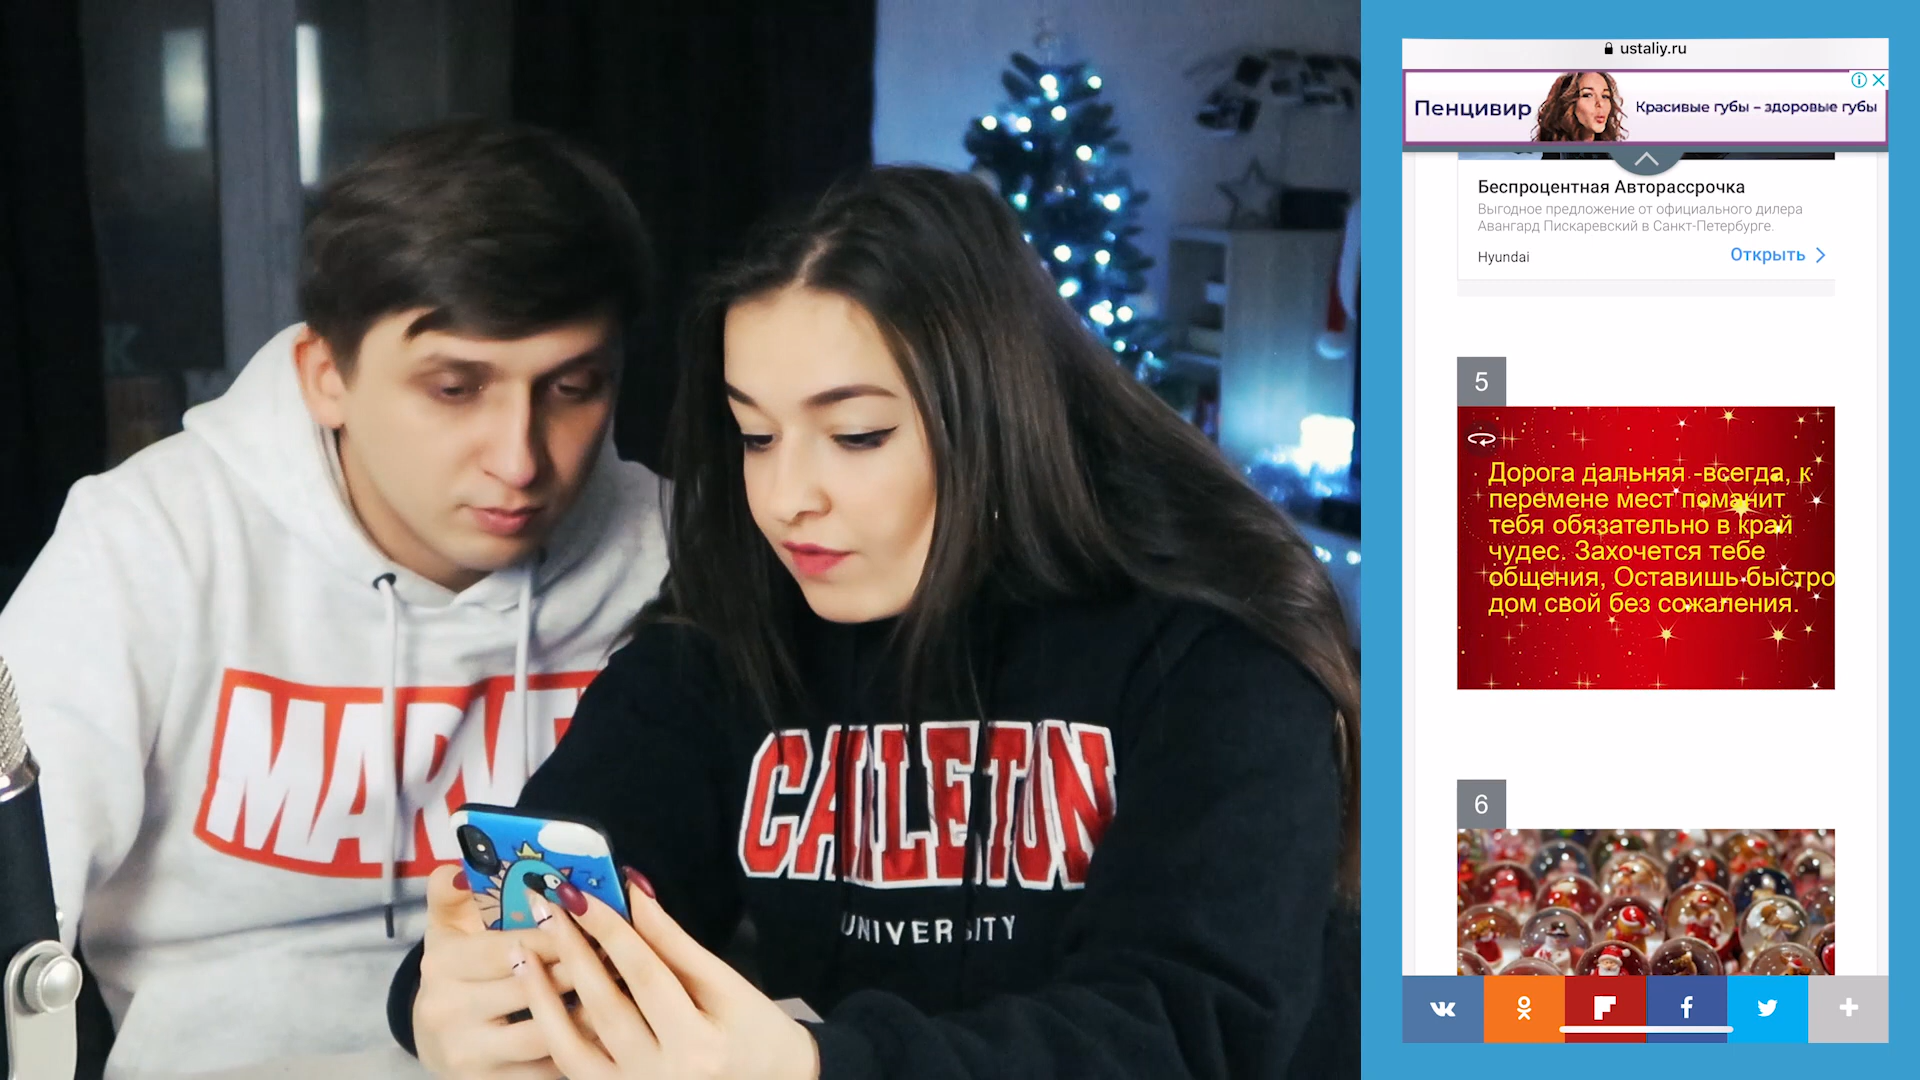 MARVEL
CARLETON
UNIVERSITY
ustaliy.ru
Пенцивир
Красивые губы – здоровые губы
Беспроцентная Авторассрочка
Выгодное предложение от официального дилера
Авангард Пискаревский в Санкт-Петербурге.
Hyundai
Открыть
5
Дорога дальняя -всегда, к
перемене мест поманит
тебя обязательно в край
чудес. Захочется тебе
общения, Оставишь быстро
дом свой без сожаления.
6